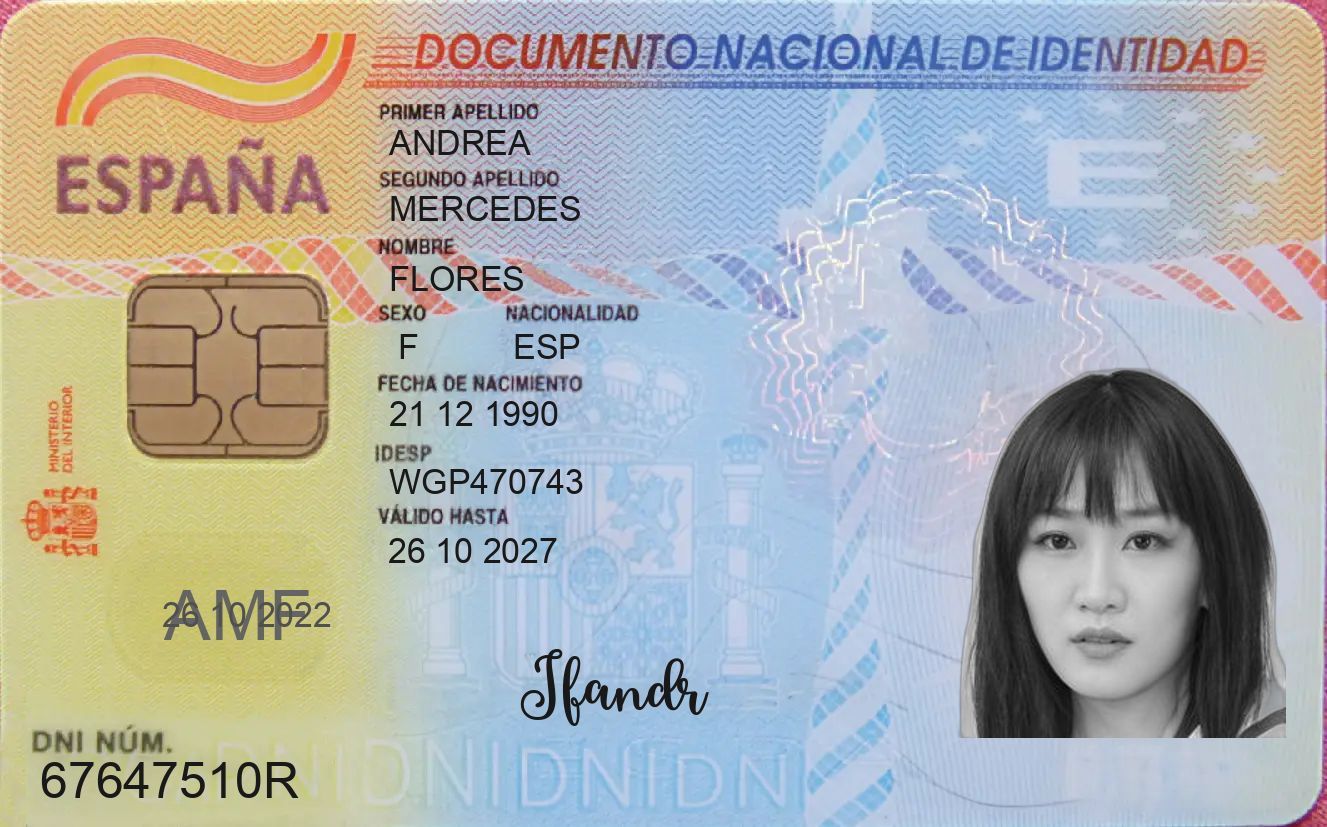 DOCUMENTO NACIONAL DE IDENTIDAD
ESPAÑA
PRIMER APELLIDO
ANDREA
SEGUNDO APELLIDO
MERCEDES
NOMBRE
FLORES
SEXO NACIONALIDAD
F ESP
FECHA DE NACIMIENTO
21 12 1990
IDESP
WGP470743
VÁLIDO HASTA
26 10 2027
MINISTERIO
DEL INTERIOR
E
AMF
26 10 2022
Jfandr
DNI NÚM.
67647510R
DNIDNIDNIDNI